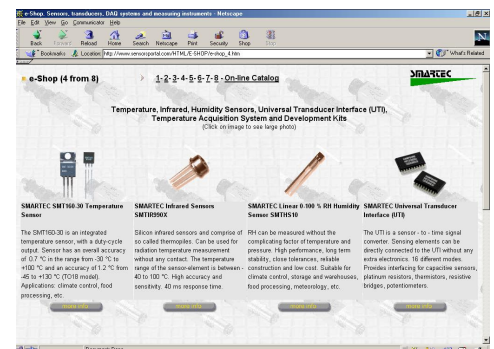 e-Shop. Sensors, transducers, DAQ systems and measuring instruments - Netscape
File Edit View Go Communicator Help
Back Forward Reload Home Search Netscape Print Security Shop Stop
Bookmarks Location: http://www.sensorsportal.com/HTML/E-SHOP/e-shop_4.htm What's Related
e-Shop (4 from 8)
1-2-3-4-5-6-7-8 - On-line Catalog
SMARTEC
Temperature, Infrared, Humidity Sensors, Universal Transducer Interface (UTI),
Temperature Acquisition System and Development Kits
(Click on image to see large photo)
SMARTEC SMT160-30 Temperature
Sensor
The SMT160-30 is an integrated
temperature sensor, with a duty-cycle
output. Sensor has an overall accuracy
of 0.7 °C in the range from -30 °C to
+100 °C and an accuracy of 1.2 °C from
-45 to +130 °C (TO18 model).
Applications: climate control, food
processing, etc.
more info
SMARTEC Infrared Sensors
SMTIR990X
Silicon infrared sensors and comprise of
so called thermopiles. Can be used for
radiation temperature measurement
without any contact. The temperature
range of the sensor-element is between -
40 to 100 °C. High accuracy and
sensitivity, 40 ms response time.
more info
SMARTEC Linear 0-100 % RH Humidity
Sensor SMTHS10
RH can be measured without the
complicating factor of temperature and
pressure. High performance, long term
stability, close tolerances, reliable
construction and low cost. Suitable for
climate control, storage and warehouses,
food processing, meteorology, etc.
more info
SMARTEC Universal Transducer
Interface (UTI)
The UTI is a sensor - to - time signal
converter. Sensing elements can be
directly connected to the UTI without any
extra electronics. 16 different modes.
Provides interfacing for capacitive sensors,
platinum resistors, thermistors, resistive
bridges, potentiometers.
more info
Document: Done